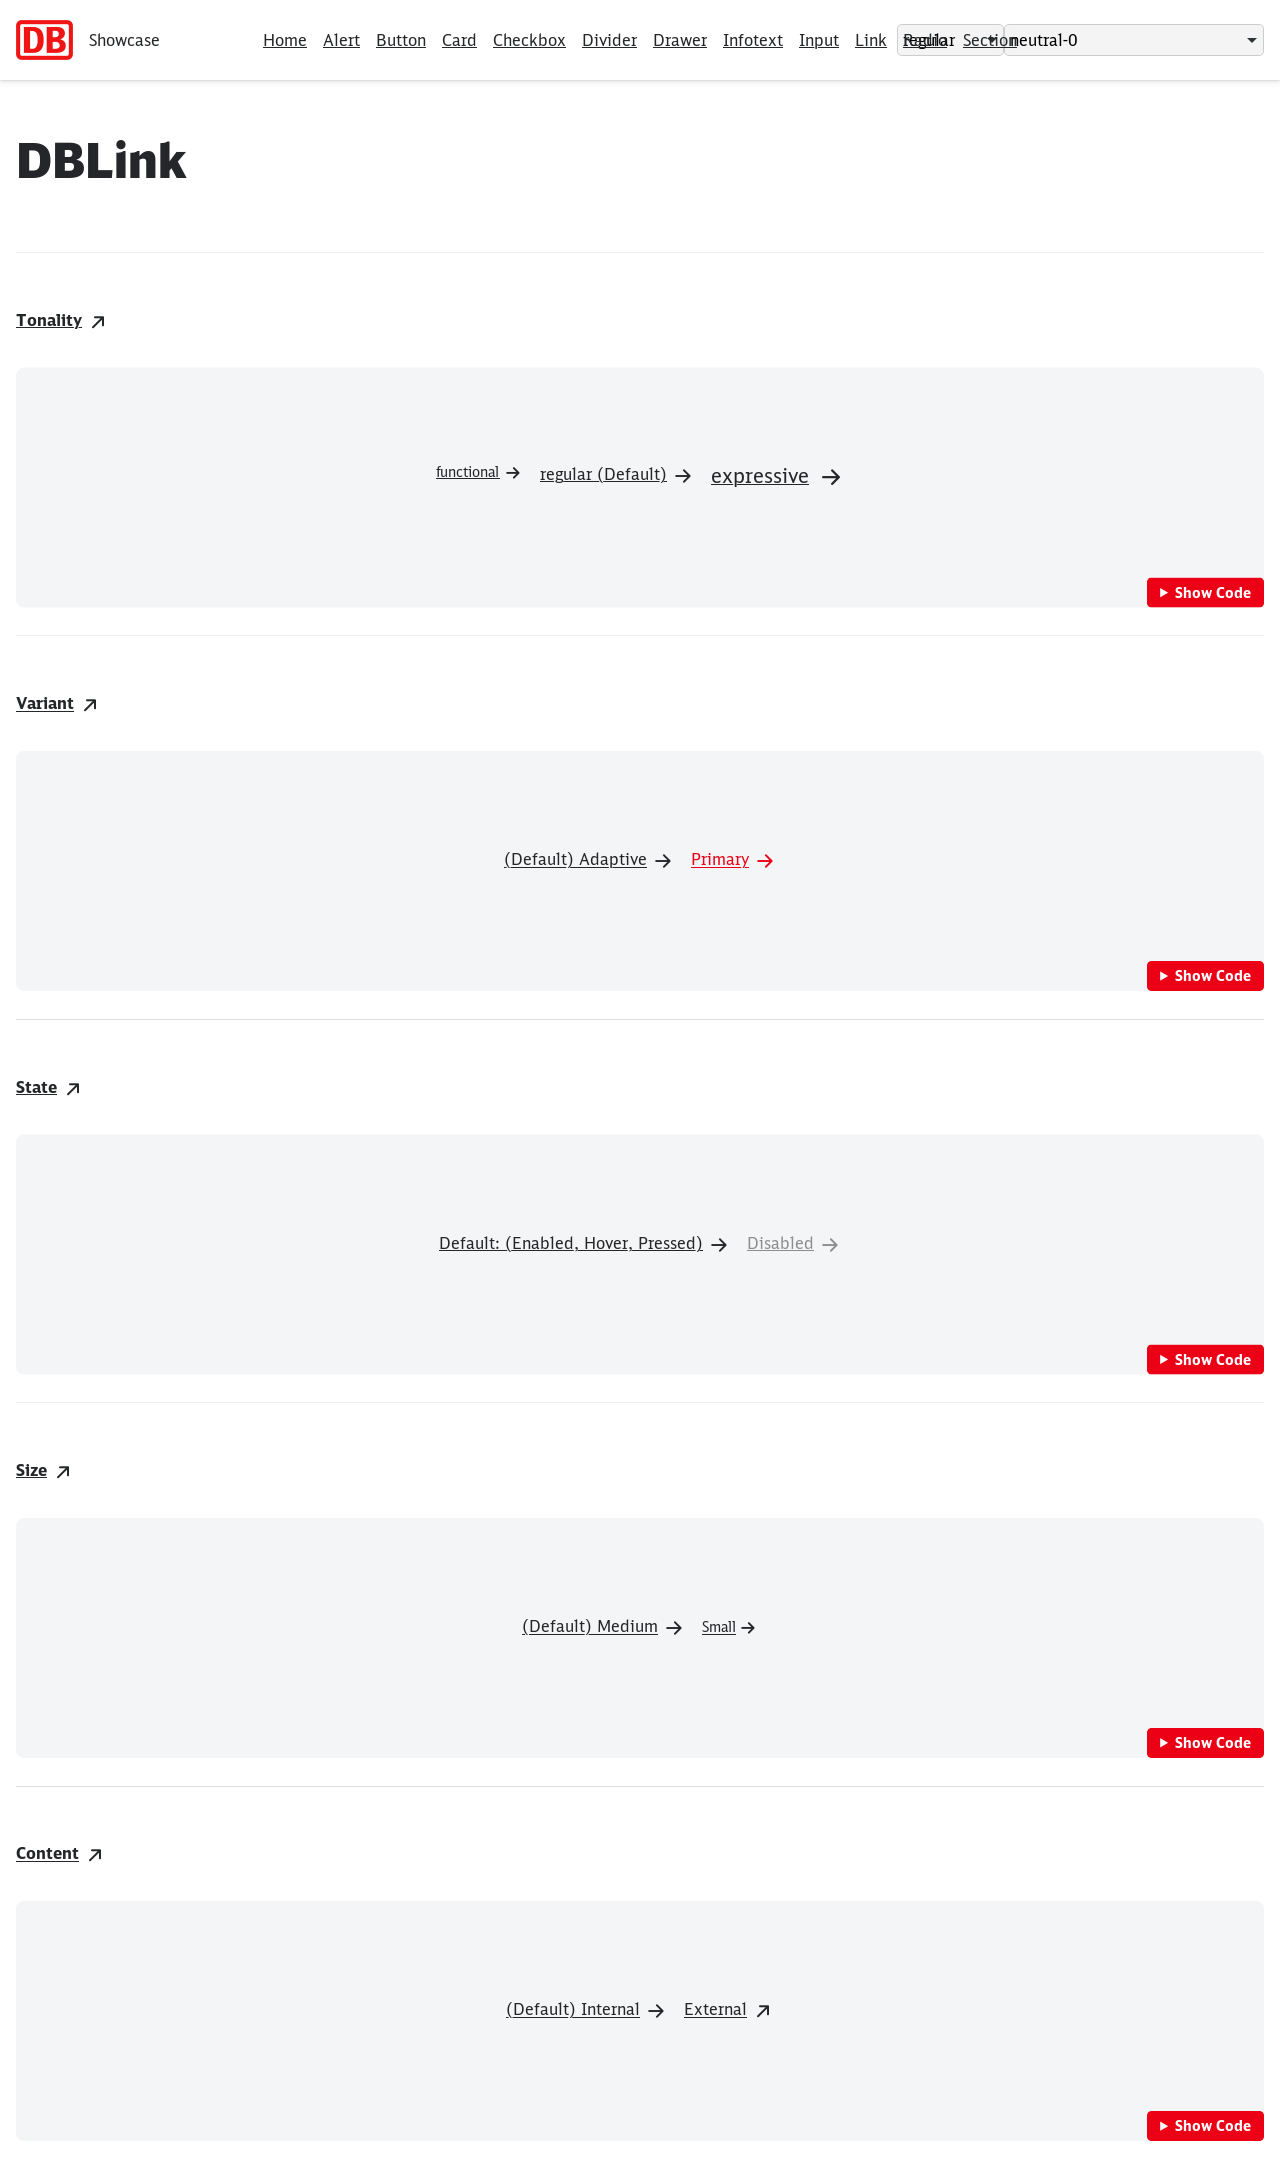 DB Showcase Home Alert Button Card Checkbox Divider Drawer Infotext Input Link Radio regular Section neutral-0
DBLink
Tonality
functional regular (Default) expressive
Show Code
Variant
(Default) Adaptive Primary
Show Code
State
Default: (Enabled, Hover, Pressed) Disabled
Show Code
Size
(Default) Medium Small
Show Code
Content
(Default) Internal External
Show Code